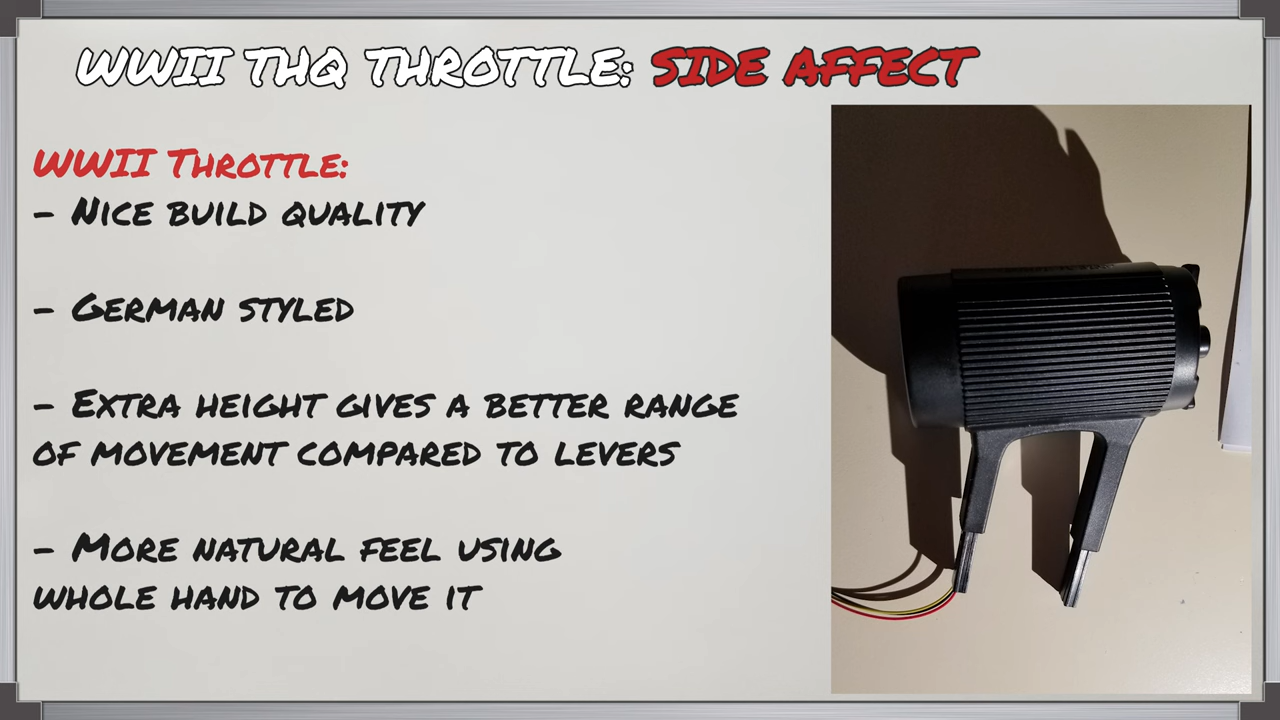 WWII THQ THROTTLE: SIDE AFFECT
WWII THROTTLE:
- NICE BUILD QUALITY
- GERMAN STYLED
- EXTRA HEIGHT GIVES A BETTER RANGE
OF MOVEMENT COMPARED TO LEVERS
- MORE NATURAL FEEL USING
WHOLE HAND TO MOVE IT